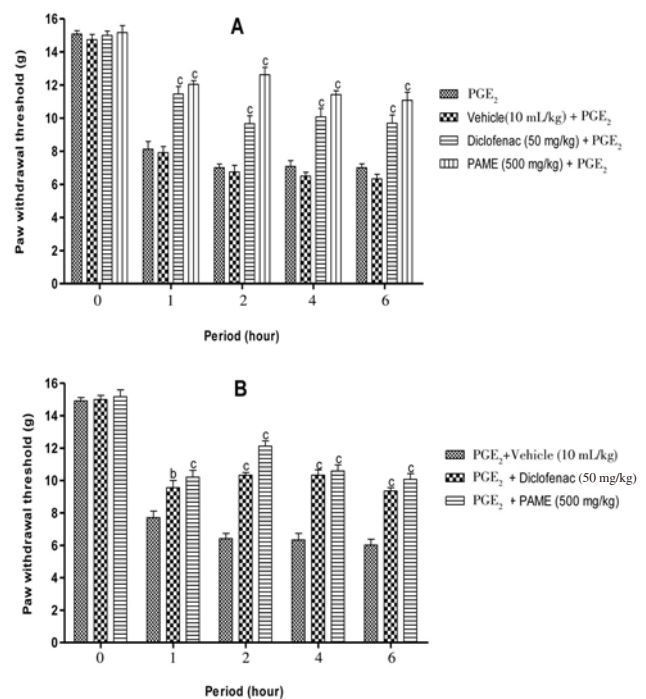 A
Paw withdrawal threshold (g)
16
14
12
10
8
6
4
2
0
c c c c c c c c
0 1 2 4 6
Period (hour)
PGE2
Vehicle(10 mL/kg) + PGE2
Diclofenac (50 mg/kg) + PGE2
PAME (500 mg/kg) + PGE2
B
Paw withdrawal threshold (g)
16
14
12
10
8
6
4
2
0
b c c c c c c c
0 1 2 4 6
Period (hour)
PGE2+Vehicle (10 mL/kg)
PGE2 + Diclofenac (50 mg/kg)
PGE2 + PAME (500 mg/kg)